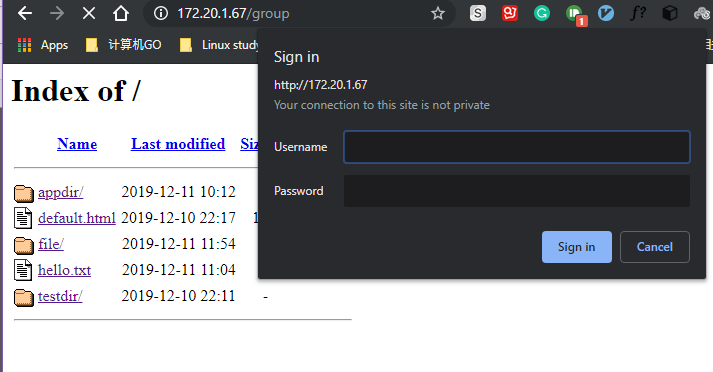 172.20.1.67/group
S
1
f?
Apps
计算机GO
Linux study
Sign in
http://172.20.1.67
Your connection to this site is not private
Username
Password
Sign in Cancel
Index of /
Name Last modified
appdir/ 2019-12-11 10:12
default.html 2019-12-10 22:17
file/ 2019-12-11 11:54
hello.txt 2019-12-11 11:04
testdir/ 2019-12-10 22:11 -